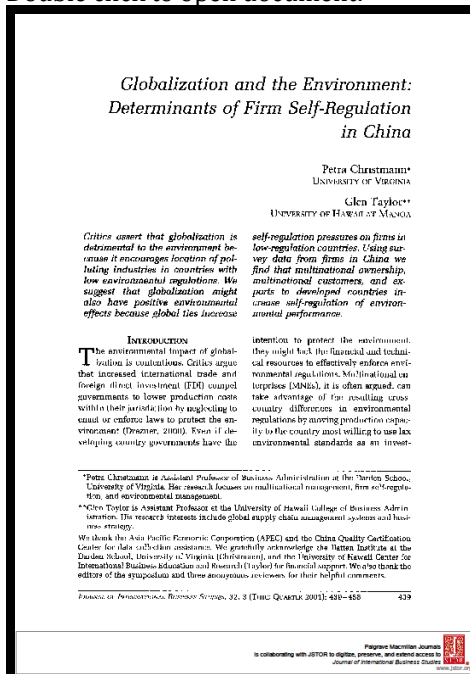 Globalization and the Environment:
Determinants of Firm Self-Regulation
in China
Petra Christmann*
UNIVERSITY OF VIRGINIA
Glen Taylor**
UNIVERSITY OF HAWAII AT MANOA
Critics assert that globalization is
detrimental to the environment be-
cause it encourages location of pol-
luting industries in countries with
low environmental regulations. We
suggest that globalization might
also have positive environmental
effects because global ties increase
self-regulation pressures on firms in
low-regulation countries. Using sur-
vey data from firms in China we
find that multinational ownership,
multinational customers, and ex-
ports to developed countries in-
crease self-regulation of environ-
mental performance.
INTRODUCTION
The environmental impact of global-
ization is contentious. Critics argue
that increased international trade and
foreign direct investment (FDI) compel
governments to lower production costs
within their jurisdiction by neglecting to
enact or enforce laws to protect the en-
vironment (Drezner, 2000). Even if de-
veloping country governments have the
intention to protect the environment,
they might lack the financial and techni-
cal resources to effectively enforce envi-
ronmental regulations. Multinational en-
terprises (MNEs), it is often argued, can
take advantage of the resulting cross-
country differences in environmental
regulations by moving production capac-
ity to the country most willing to use lax
environmental standards as an invest-
*Petra Christmann is Assistant Professor of Business Administration at the Darden School,
University of Virginia. Her research focuses on multinational management, firm self-regula-
tion, and environmental management.
**Glen Taylor is Assistant Professor at the University of Hawaii College of Business Admin-
istration. His research interests include global supply chain management systems and busi-
ness strategy.
We thank the Asia Pacific Economic Corporation (APEC) and the China Quality Certification
Center for data collection assistance. We gratefully acknowledge the Batten Institute at the
Darden School, University of Virginia (Christmann), and the University of Hawaii Center for
International Business Education and Research (Taylor) for financial support. We also thank the
editors of the symposium and three anonymous reviewers for their helpful comments.
JOURNAL OF INTERNATIONAL BUSINESS STUDIES, 32, 3 (THIRD QUARTER 2001): 439–458 439
Palgrave Macmillan Journals
is collaborating with JSTOR to digitize, preserve, and extend access to
Journal of International Business Studies
www.jstor.org